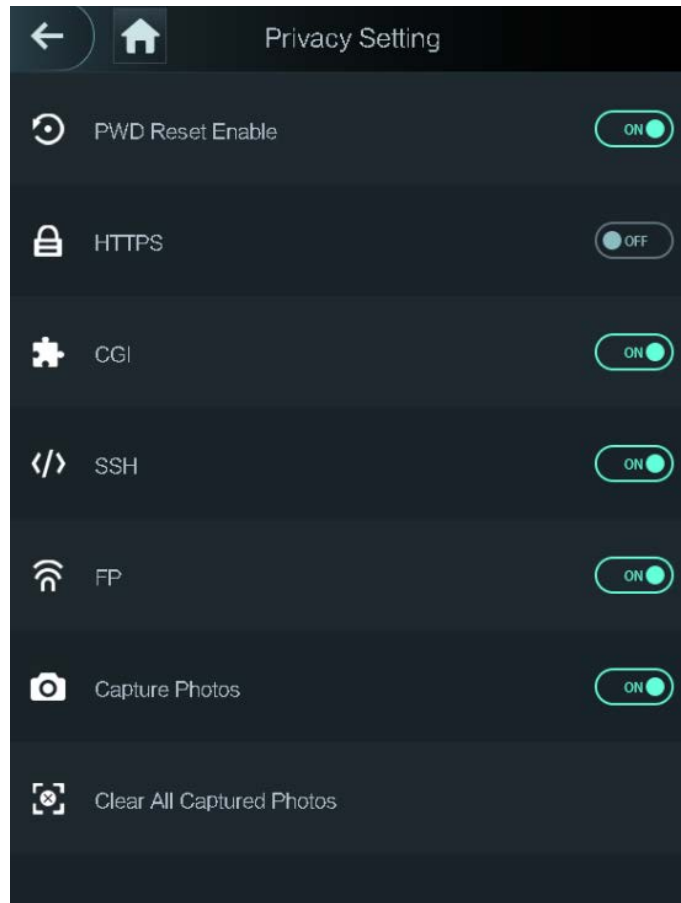 Privacy Setting
PWD Reset Enable ON
HTTPS OFF
CGI ON
SSH ON
FP ON
Capture Photos ON
Clear All Captured Photos